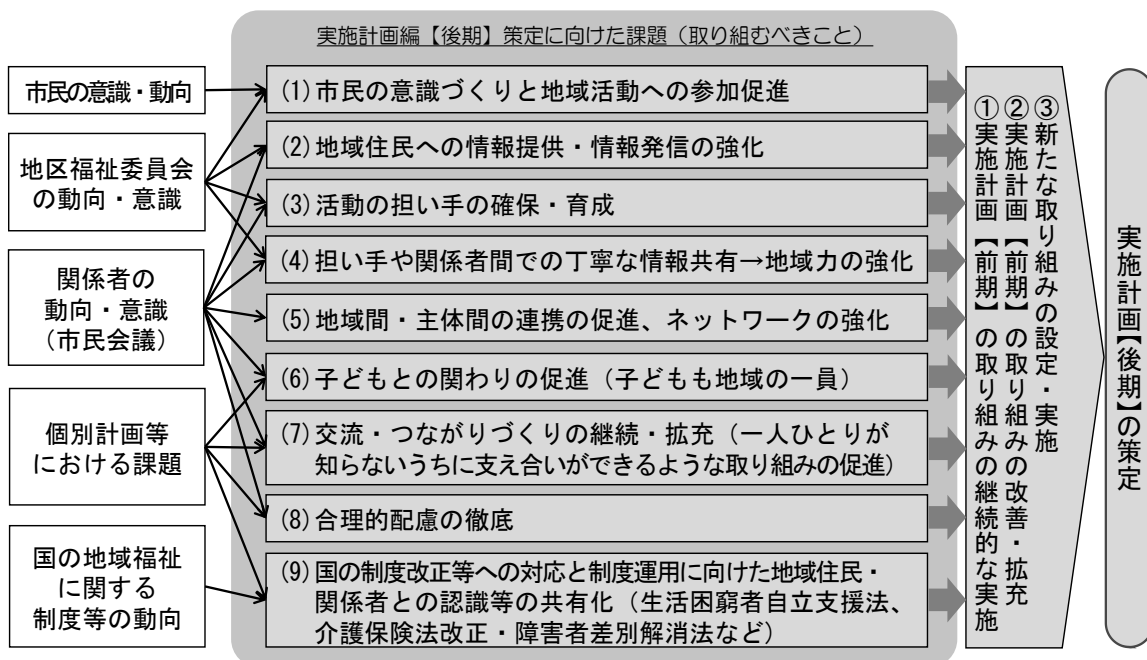 実施計画編【後期】策定に向けた課題（取り組むべきこと）
市民の意識・動向
地区福祉委員会
の動向・意識
関係者の
動向・意識
（市民会議）
個別計画等
における課題
国の地域福祉
に関する
制度等の動向
(1) 市民の意識づくりと地域活動への参加促進
(2) 地域住民への情報提供・情報発信の強化
(3) 活動の担い手の確保・育成
(4) 担い手や関係者間での丁寧な情報共有→地域力の強化
(5) 地域間・主体間の連携の促進、ネットワークの強化
(6) 子どもとの関わりの促進（子どもも地域の一員）
(7) 交流・つながりづくりの継続・拡充（一人ひとりが
知らないうちに支え合いができるような取り組みの促進）
(8) 合理的配慮の徹底
(9) 国の制度改正等への対応と制度運用に向けた地域住民・
関係者との認識等の共有化（生活困窮者自立支援法、
介護保険法改正・障害者差別解消法など）
①実施計画【前期】の取り組みの継続的な実施
②実施計画【前期】の取り組みの改善・拡充
③新たな取り組みの設定・実施
実施計画【後期】の策定